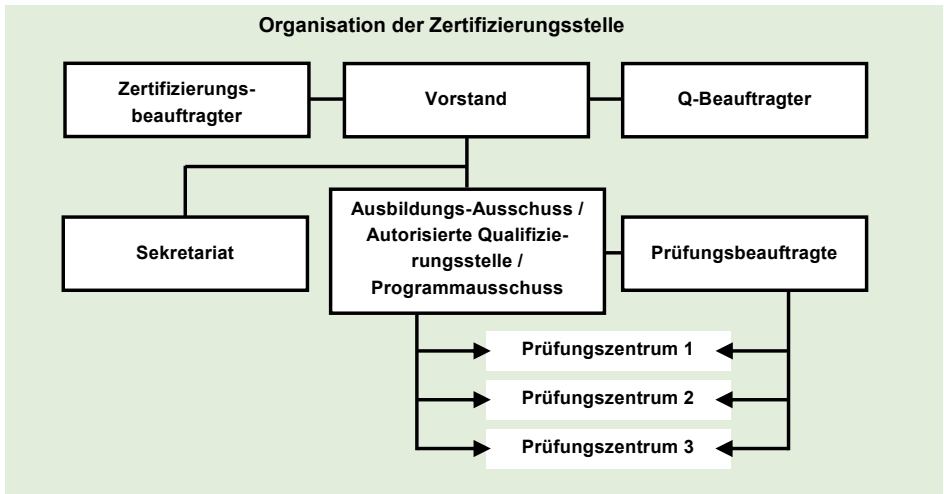 Organisation der Zertifizierungsstelle
Zertifizierungs-
beauftragter
Vorstand
Q-Beauftragter
Sekretariat
Ausbildungs-Ausschuss /
Autorisierte Qualifizie-
rungsstelle /
Programmausschuss
Prüfungsbeauftragte
Prüfungszentrum 1
Prüfungszentrum 2
Prüfungszentrum 3